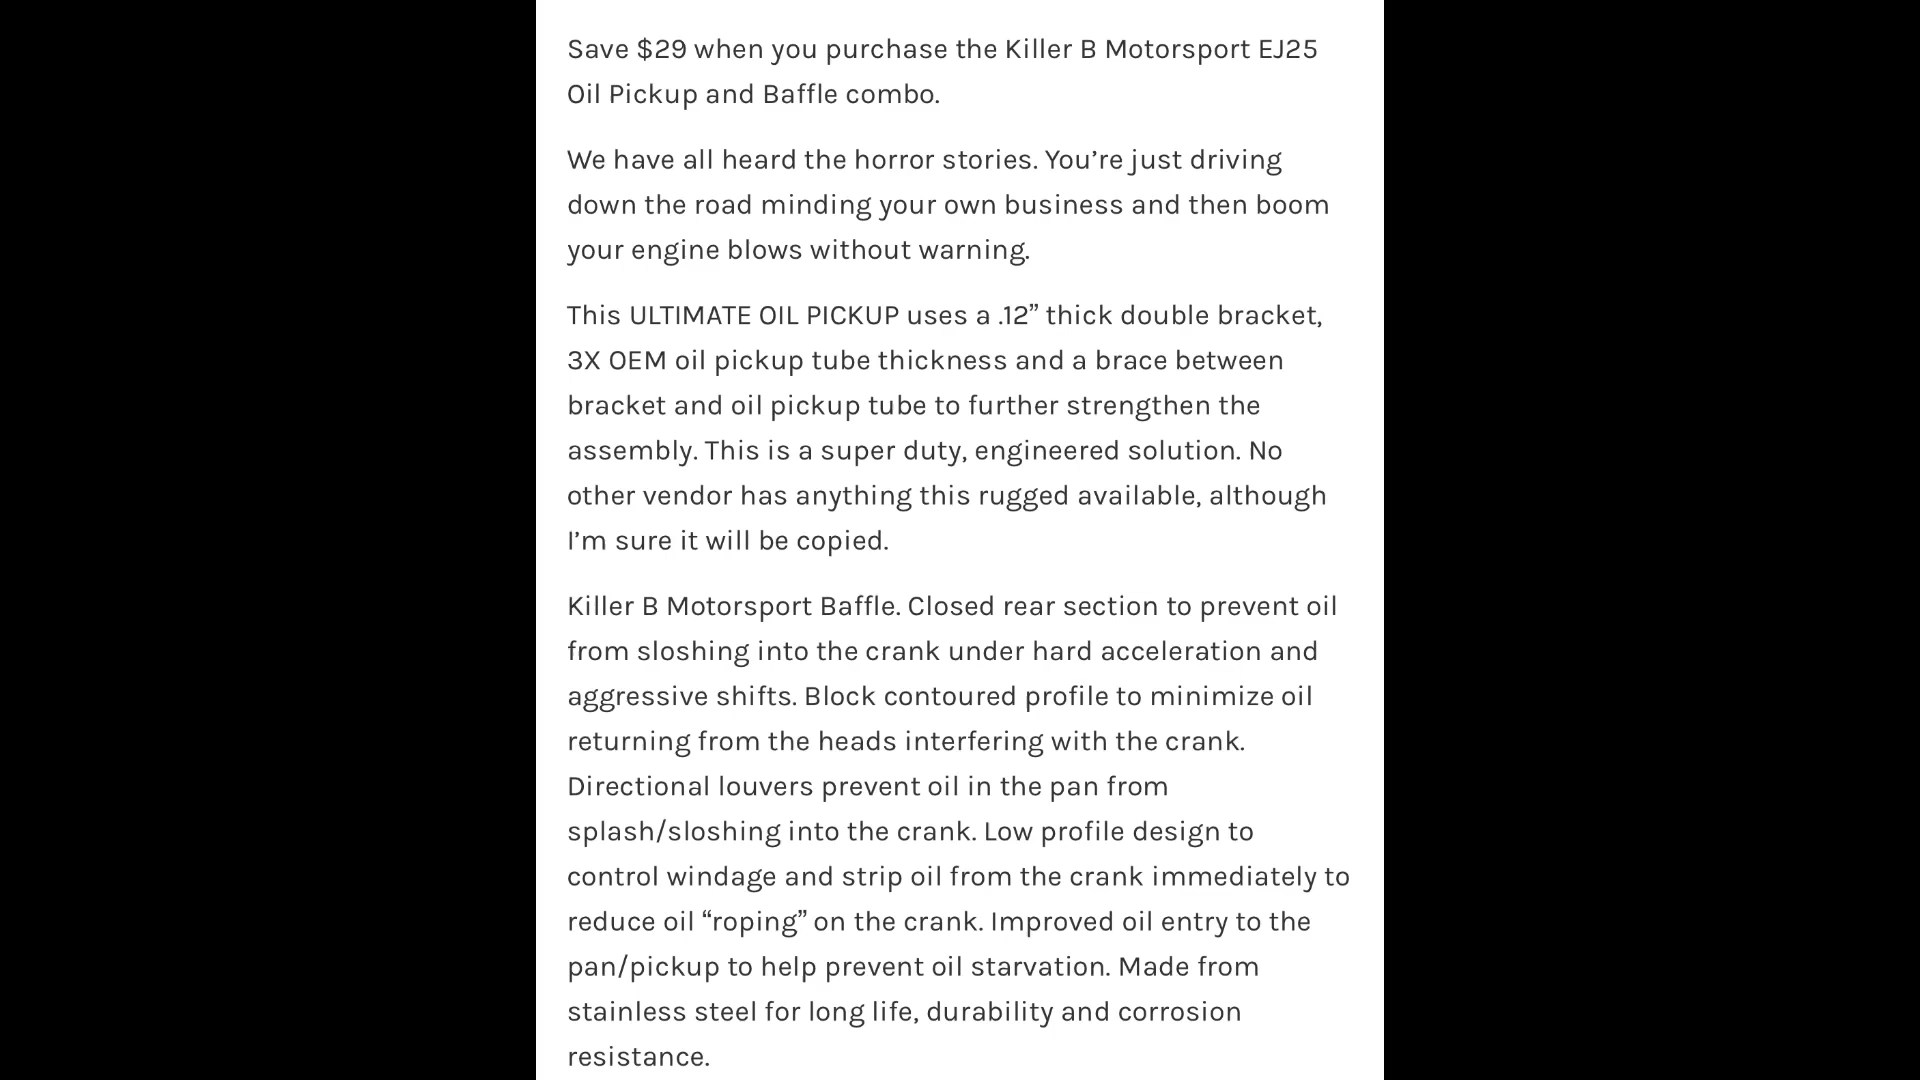 Save $29 when you purchase the Killer B Motorsport EJ25
Oil Pickup and Baffle combo.
We have all heard the horror stories. You’re just driving
down the road minding your own business and then boom
your engine blows without warning.
This ULTIMATE OIL PICKUP uses a .12” thick double bracket,
3X OEM oil pickup tube thickness and a brace between
bracket and oil pickup tube to further strengthen the
assembly. This is a super duty, engineered solution. No
other vendor has anything this rugged available, although
I’m sure it will be copied.
Killer B Motorsport Baffle. Closed rear section to prevent oil
from sloshing into the crank under hard acceleration and
aggressive shifts. Block contoured profile to minimize oil
returning from the heads interfering with the crank.
Directional louvers prevent oil in the pan from
splash/sloshing into the crank. Low profile design to
control windage and strip oil from the crank immediately to
reduce oil “roping” on the crank. Improved oil entry to the
pan/pickup to help prevent oil starvation. Made from
stainless steel for long life, durability and corrosion
resistance.